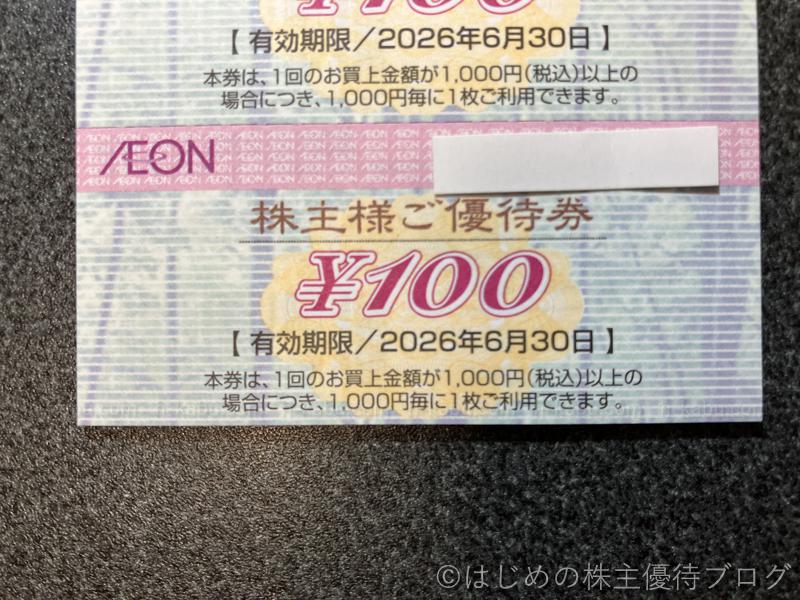 ¥100
【 有効期限／2026年6月30日 】
本券は、1回のお買上金額が1,000円(税込)以上の
場合につき、1,000円毎に1枚ご利用できます。
ÆON
株主様ご優待券
¥100
【 有効期限／2026年6月30日 】
本券は、1回のお買上金額が1,000円(税込)以上の
場合につき、1,000円毎に1枚ご利用できます。
©はじめの株主優待ブログ